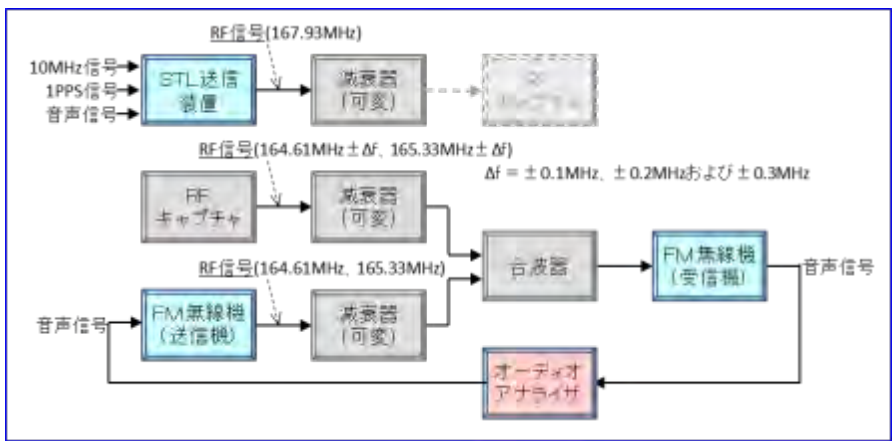 RF信号(167.93MHz)
10MHz信号
1PPS信号
音声信号
STL送信
装置
減衰器
(可変)
RF
キャプチャ
RF信号(164.61MHz±Δf、165.33MHz±Δf)
Δf = ±0.1MHz、±0.2MHzおよび±0.3MHz
RF
キャプチャ
減衰器
(可変)
合波器
FM無線機
(受信機)
音声信号
RF信号(164.61MHz、165.33MHz)
音声信号
FM無線機
(送信機)
減衰器
(可変)
オーディオ
アナライザ